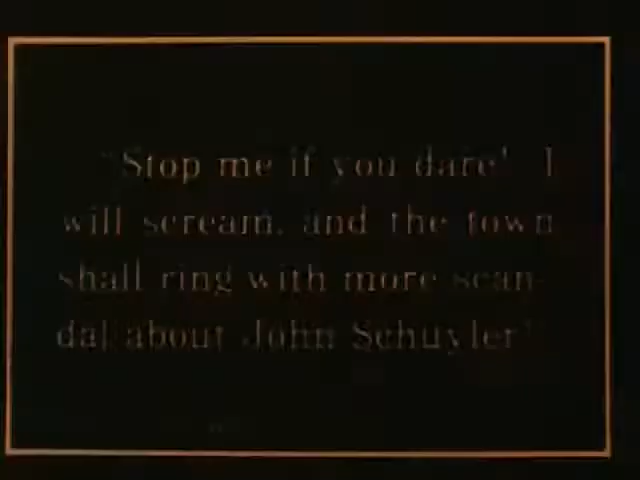 "Stop me if you dare! I
will scream, and the town
shall ring with more scan-
dal about John Schuyler!"